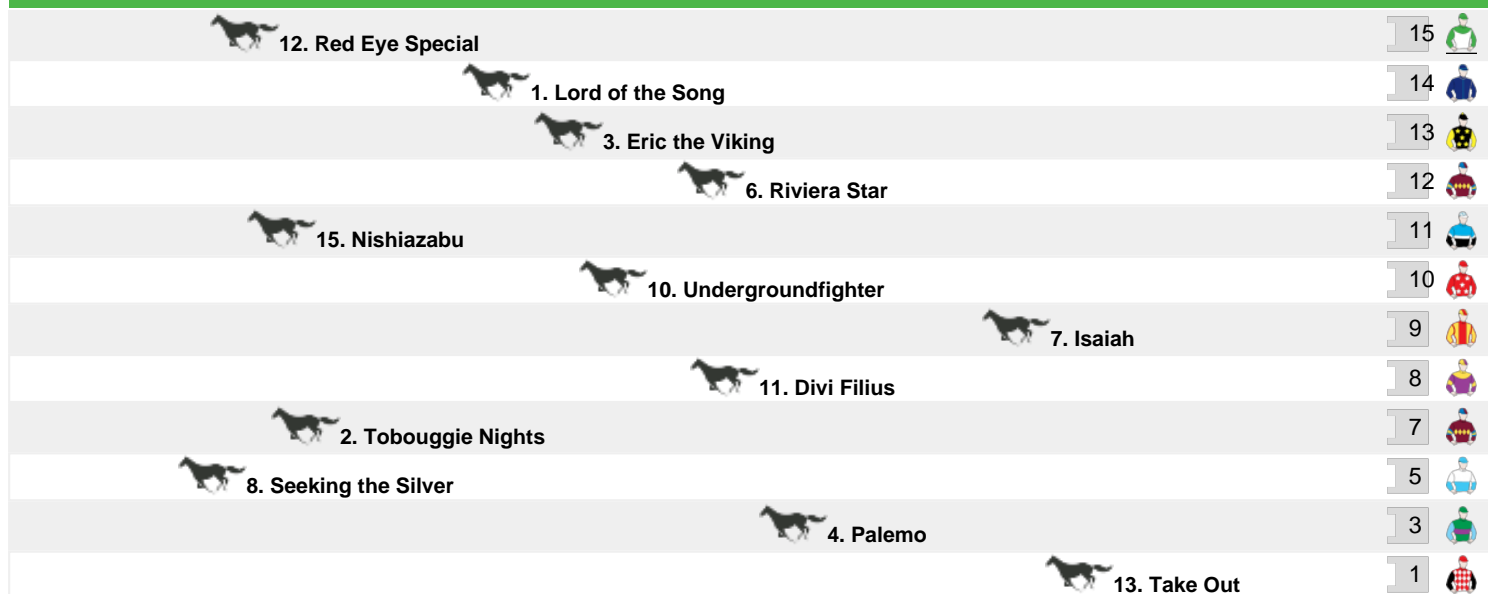 12. Red Eye Special 15
1. Lord of the Song 14
3. Eric the Viking 13
6. Riviera Star 12
15. Nishiazabu 11
10. Undergroundfighter 10
7. Isaiah 9
11. Divi Filius 8
2. Tobouggie Nights 7
8. Seeking the Silver 5
4. Palemo 3
13. Take Out 1